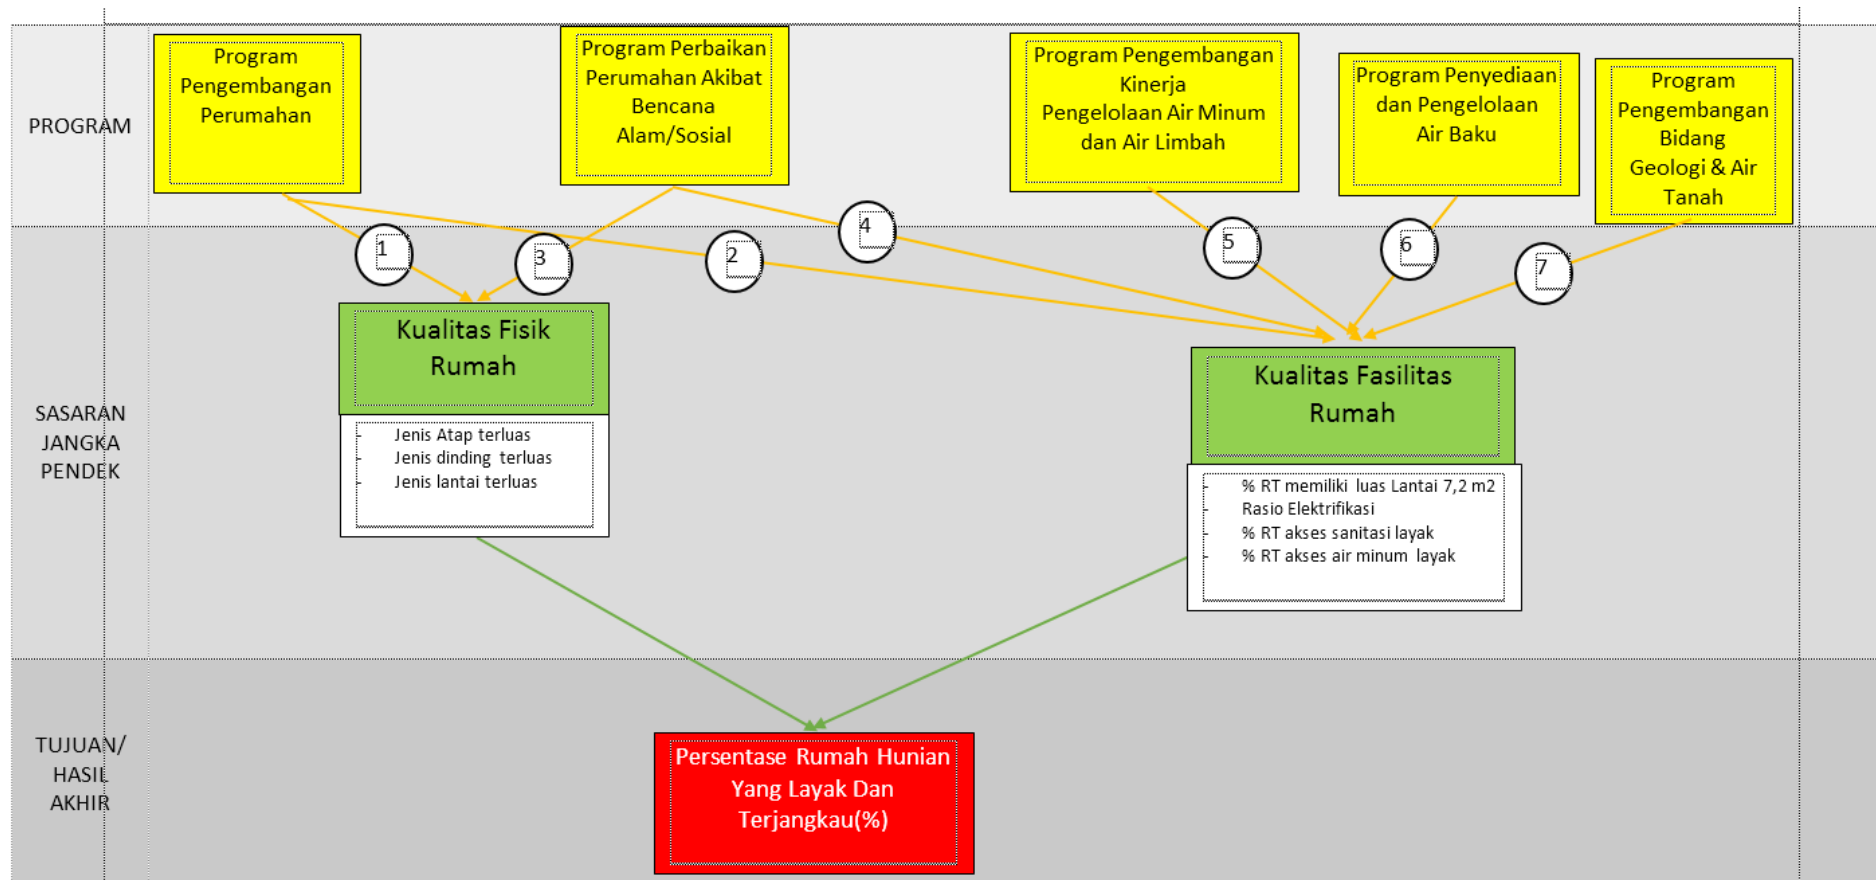 PROGRAM
Program
Pengembangan
Perumahan
Program Perbaikan
Perumahan Akibat
Bencana
Alam/Sosial
Program Pengembangan
Kinerja
Pengelolaan Air Minum
dan Air Limbah
Program Penyediaan
dan Pengelolaan
Air Baku
Program
Pengembangan
Bidang
Geologi & Air
Tanah
1
3
2
4
5
6
7
SASARAN
JANGKA
PENDEK
Kualitas Fisik
Rumah
- Jenis Atap terluas
- Jenis dinding terluas
- Jenis lantai terluas
Kualitas Fasilitas
Rumah
- % RT memiliki luas Lantai 7,2 m2
- Rasio Elektrifikasi
- % RT akses sanitasi layak
- % RT akses air minum layak
TUJUAN/
HASIL
AKHIR
Persentase Rumah Hunian
Yang Layak Dan
Terjangkau(%)